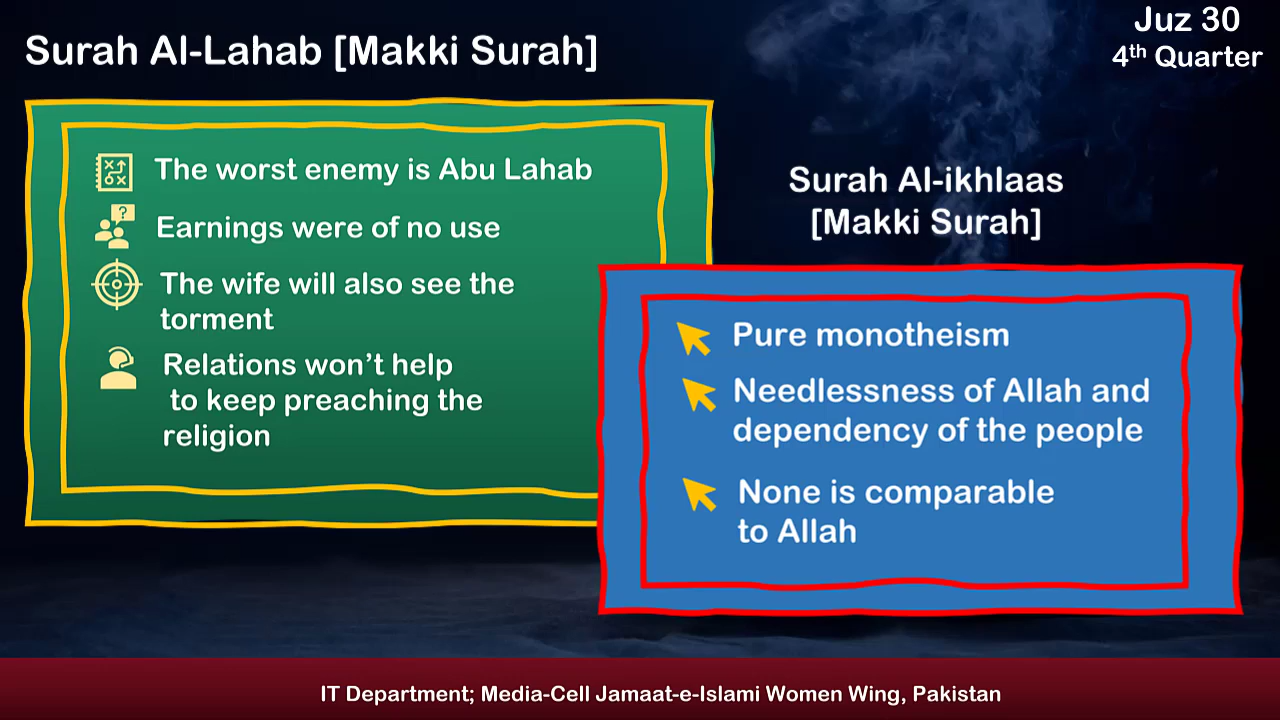 Surah Al-Lahab [Makki Surah]
Juz 30
4th Quarter
The worst enemy is Abu Lahab
Earnings were of no use
The wife will also see the
torment
Relations won't help
to keep preaching the
religion
Surah Al-ikhlaas
[Makki Surah]
Pure monotheism
Needlessness of Allah and
dependency of the people
None is comparable
to Allah
IT Department; Media-Cell Jamaat-e-Islami Women Wing, Pakistan